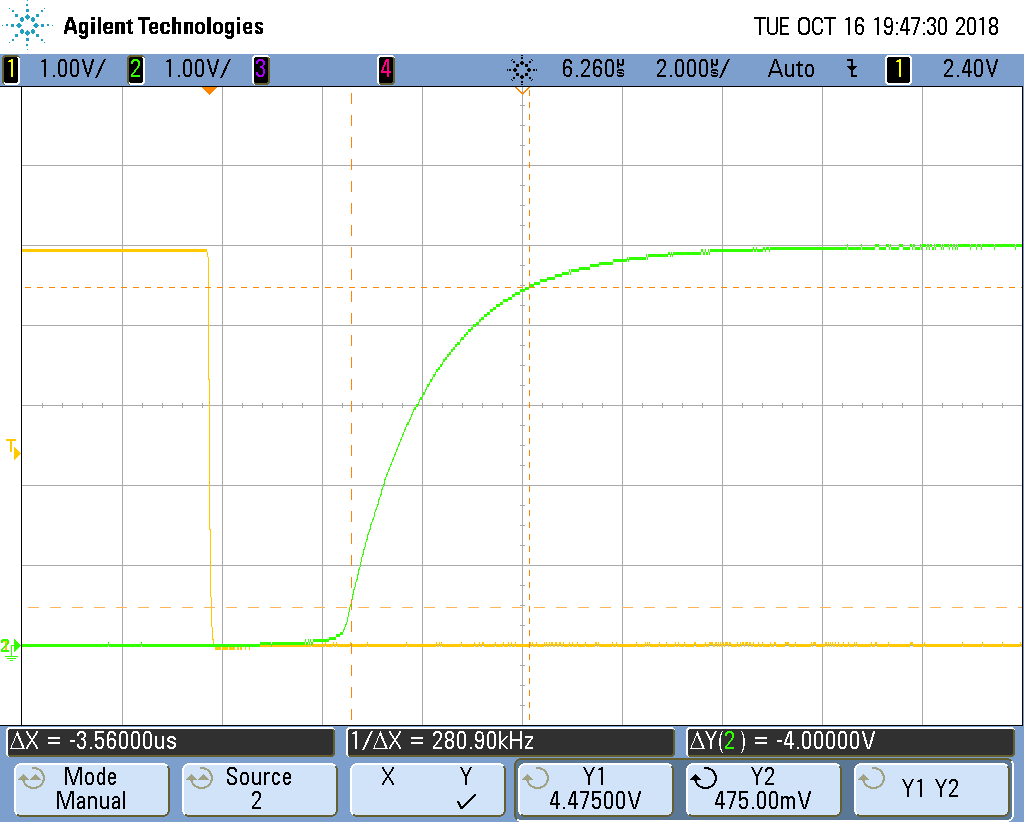 Agilent Technologies TUE OCT 16 19:47:30 2018
1 1.00V/ 2 1.00V/ 3 4 6.260µs 2.000µs/ Auto 1 2.40V
T
2
ΔX = -3.56000us 1/ΔX = 280.90kHz ΔY(2) = -4.00000V
Mode Source X Y Y1 Y2 Y1 Y2
Manual 2 ✓ 4.47500V 475.00mV